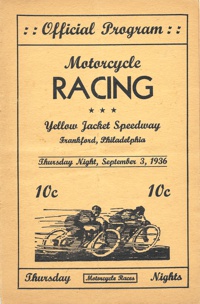 : : Official Program : :
Motorcycle
RACING
* * *
Yellow Jacket Speedway
Frankford, Philadelphia
Thursday Night, September 3, 1936
10c 10c
Thursday Motorcycle Races Nights